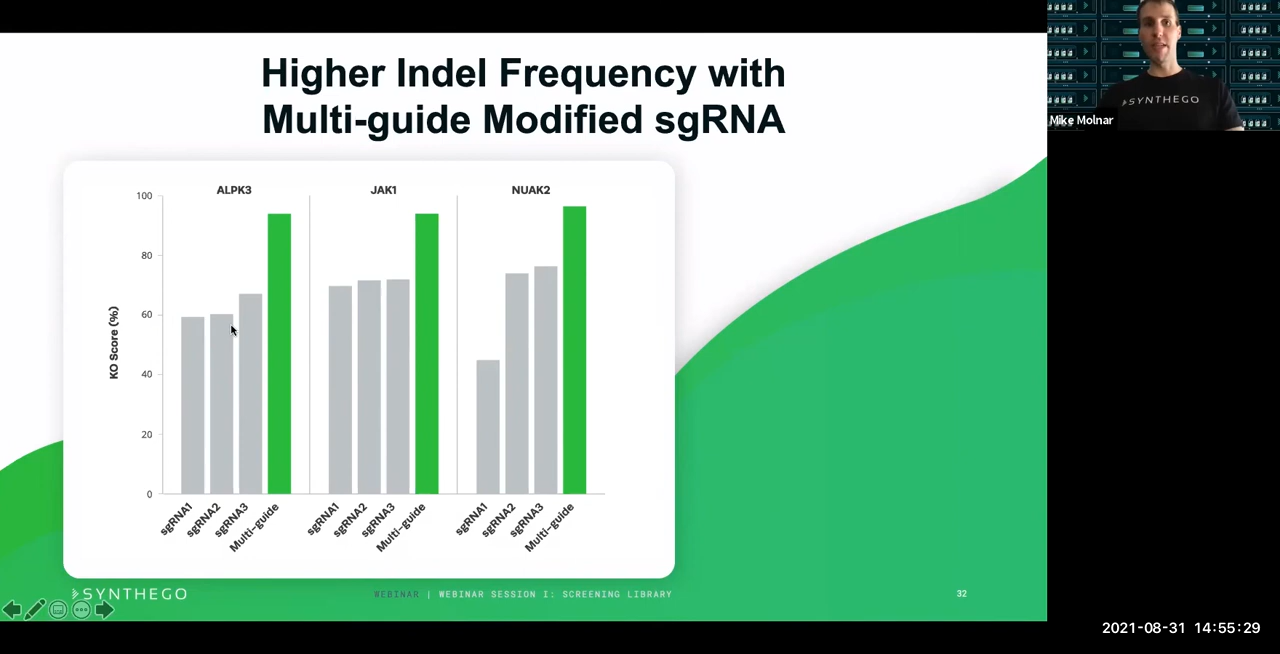 Higher Indel Frequency with
Multi-guide Modified sgRNA
ALPK3
JAK1
NUAK2
100
80
60
40
20
0
KO Score (%)
sgRNA1
sgRNA2
sgRNA3
Multi-guide
sgRNA1
sgRNA2
sgRNA3
Multi-guide
sgRNA1
sgRNA2
sgRNA3
Multi-guide
SYNTHEGO
WEBINAR | WEBINAR SESSION I: SCREENING LIBRARY
32
SYNTHEGO
Mike Molnar
2021-08-31 14:55:29